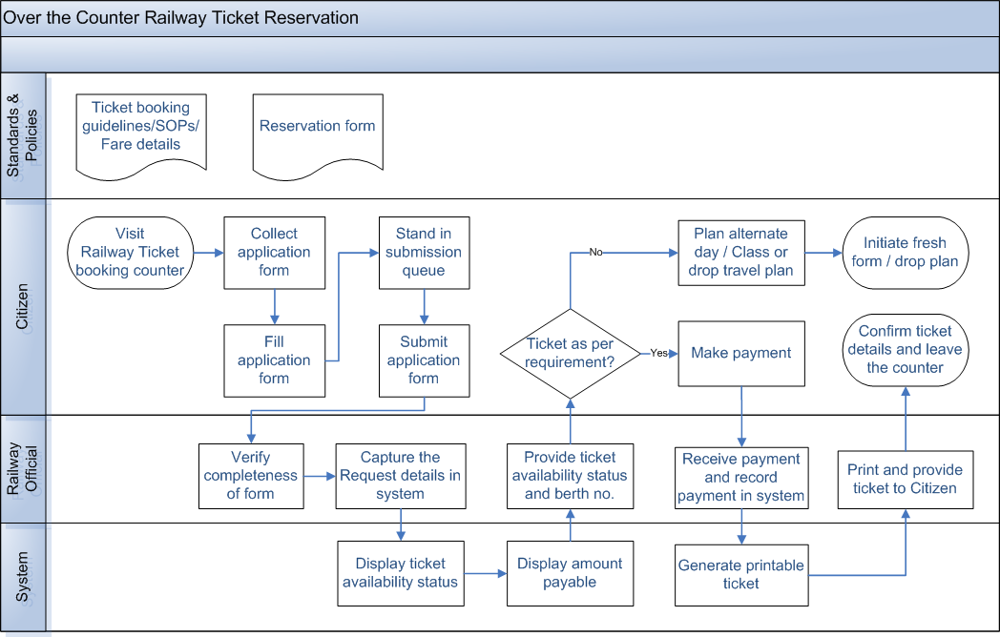 Over the Counter Railway Ticket Reservation
Standards &
Policies
Ticket booking
guidelines/SOPs/
Fare details
Reservation form
Citizen
Visit
Railway Ticket
booking counter
Collect
application
form
Fill
application
form
Stand in
submission
queue
Submit
application
form
Ticket as per
requirement?
No
Yes
Plan alternate
day / Class or
drop travel plan
Initiate fresh
form / drop plan
Make payment
Confirm ticket
details and leave
the counter
Railway
Official
Verify
completeness
of form
Capture the
Request details in
system
Provide ticket
availability status
and berth no.
Receive payment
and record
payment in system
Print and provide
ticket to Citizen
System
Display ticket
availability status
Display amount
payable
Generate printable
ticket